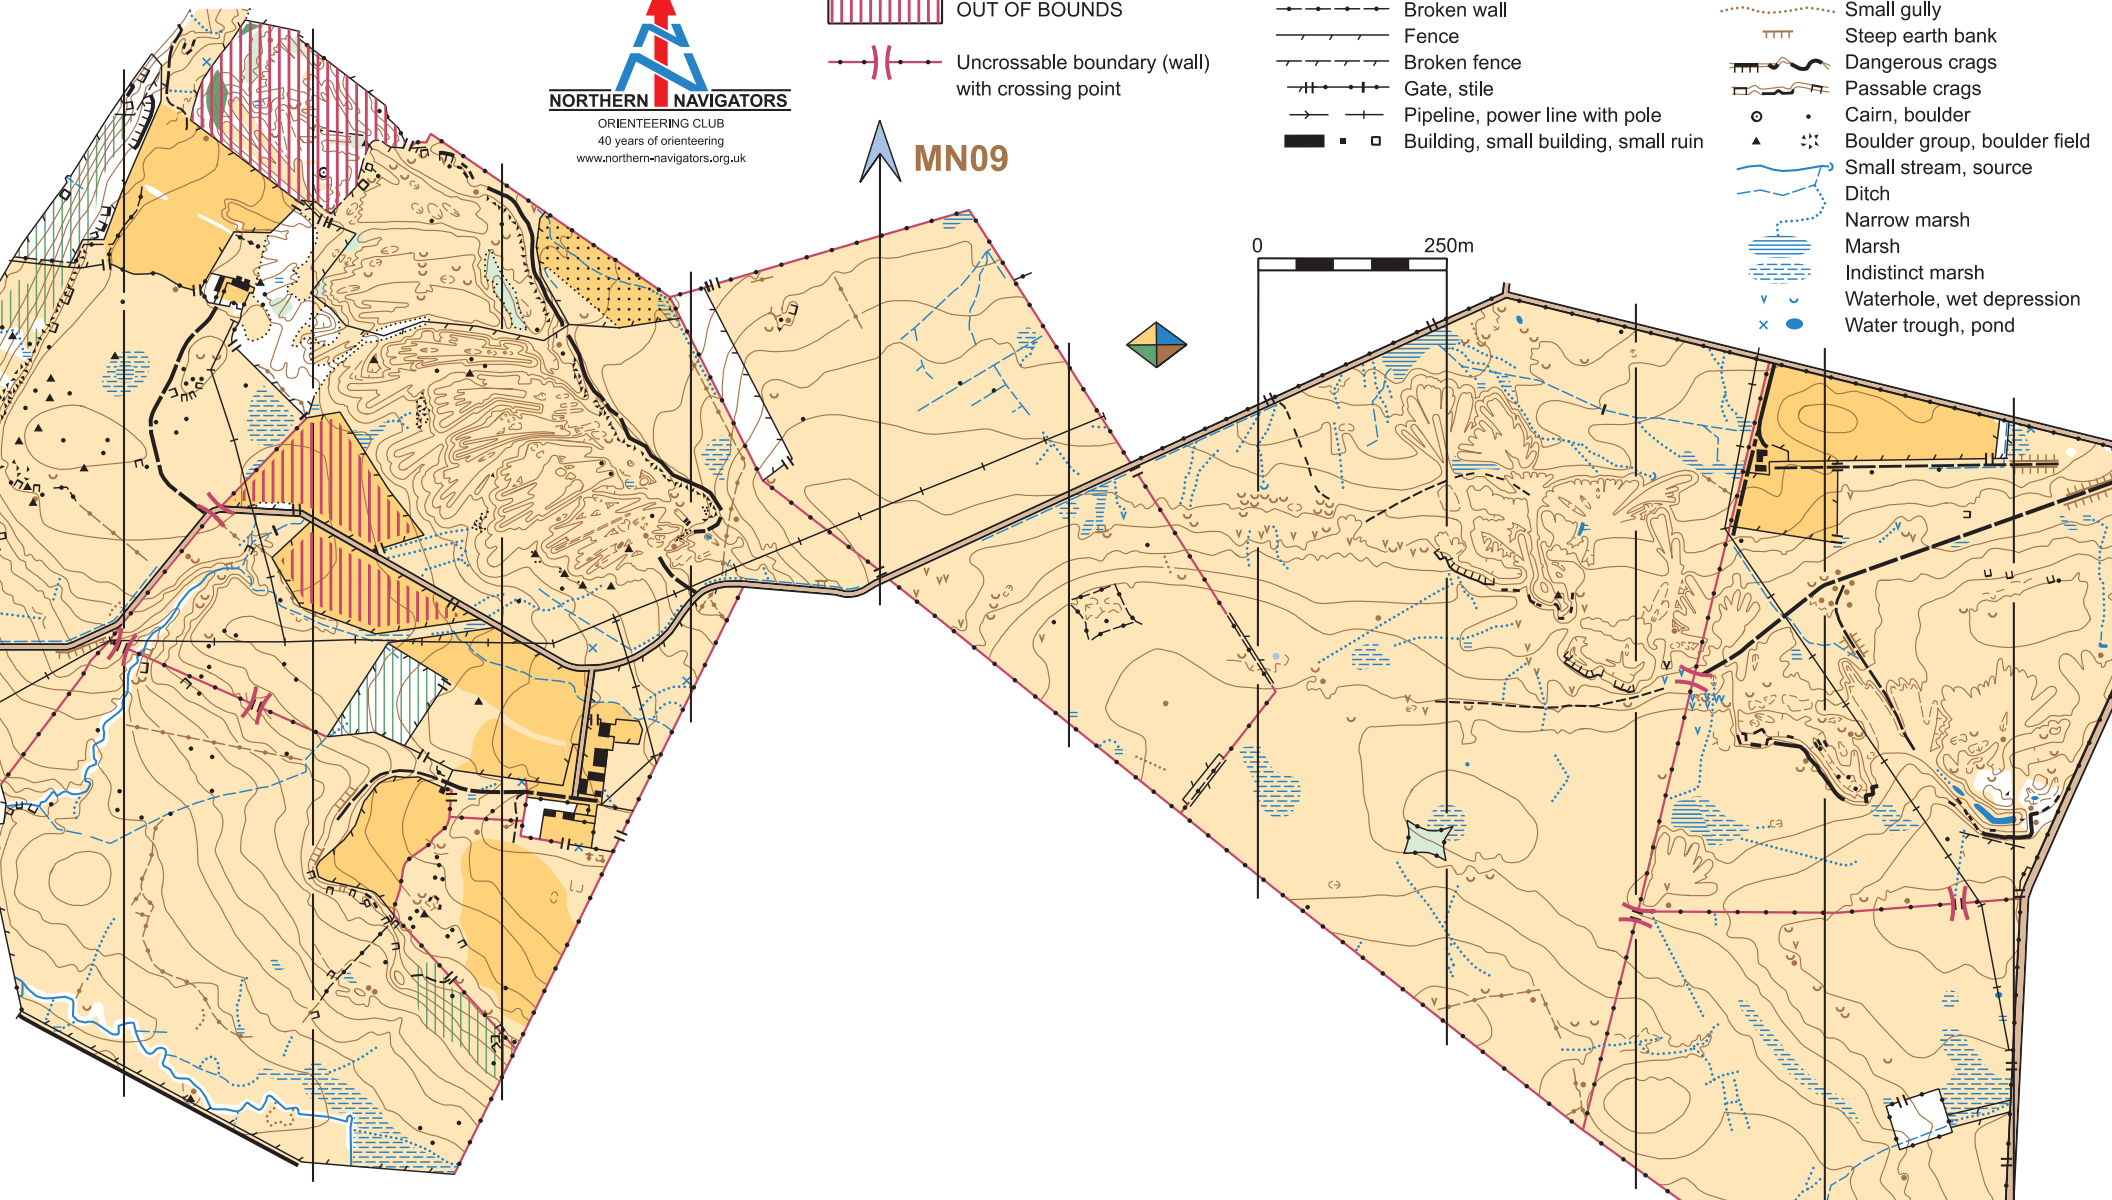 NORTHERN NAVIGATORS
ORIENTEERING CLUB
40 years of orienteering
www.northern-navigators.org.uk
OUT OF BOUNDS
Uncrossable boundary (wall)
with crossing point
MN09
0 250m
Broken wall
Fence
Broken fence
Gate, stile
Pipeline, power line with pole
Building, small building, small ruin
Small gully
Steep earth bank
Dangerous crags
Passable crags
Cairn, boulder
Boulder group, boulder field
Small stream, source
Ditch
Narrow marsh
Marsh
Indistinct marsh
Waterhole, wet depression
Water trough, pond